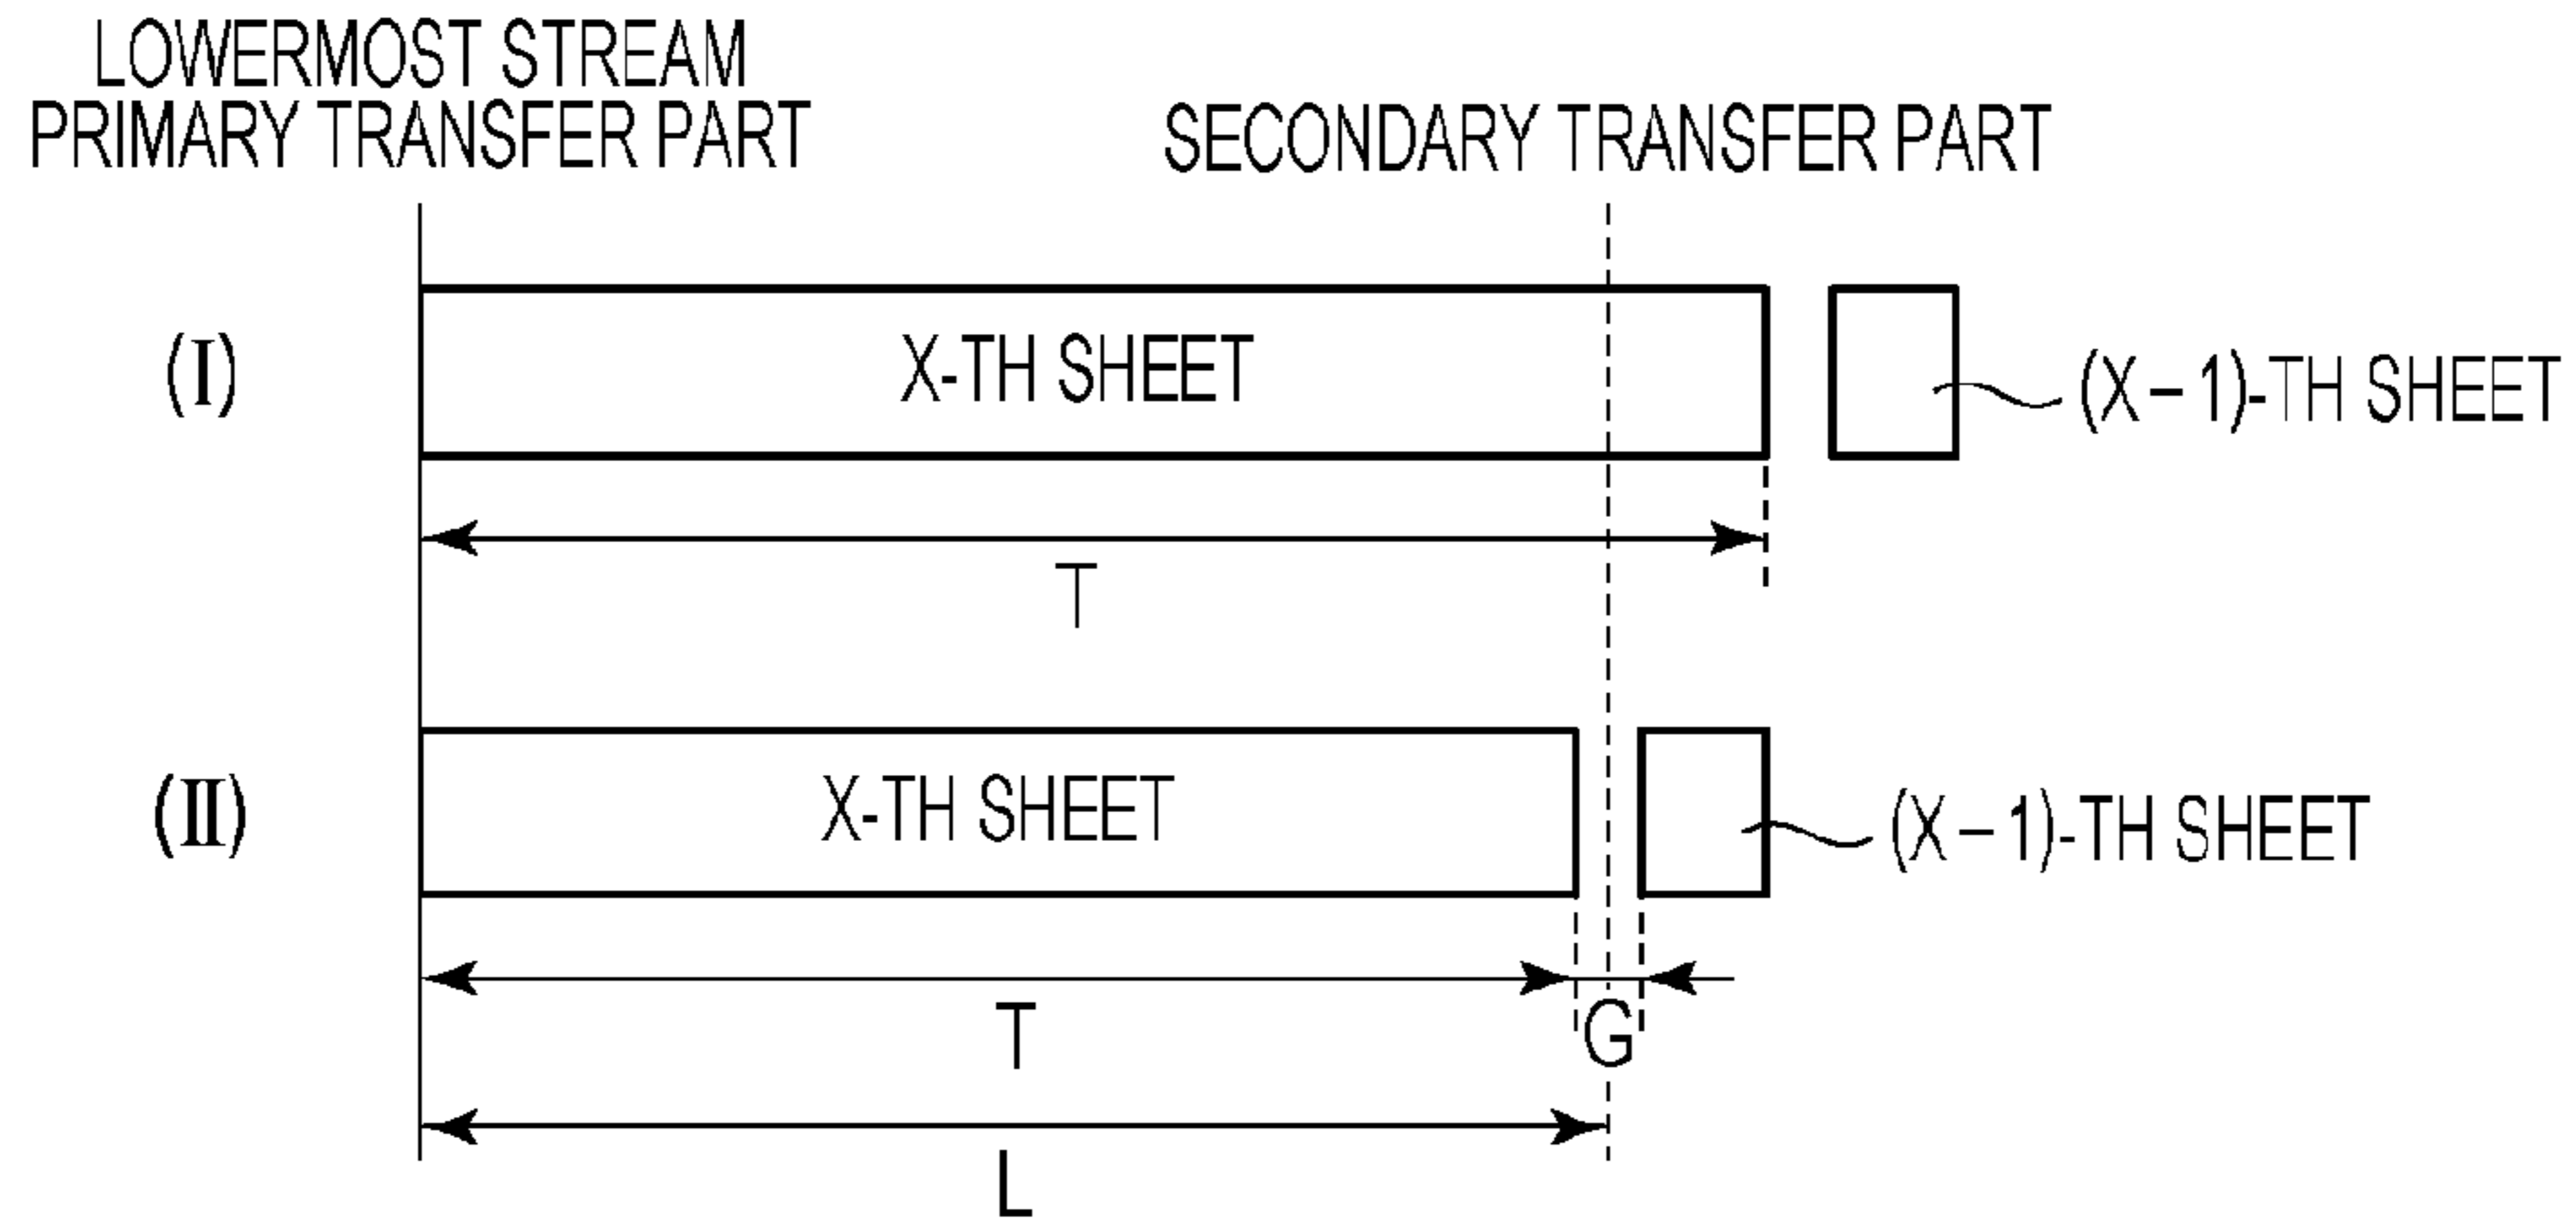 LOWERMOST STREAM
PRIMARY TRANSFER PART
SECONDARY TRANSFER PART
(I)
X-TH SHEET
(X－1)-TH SHEET
T
(II)
X-TH SHEET
(X－1)-TH SHEET
T
G
L